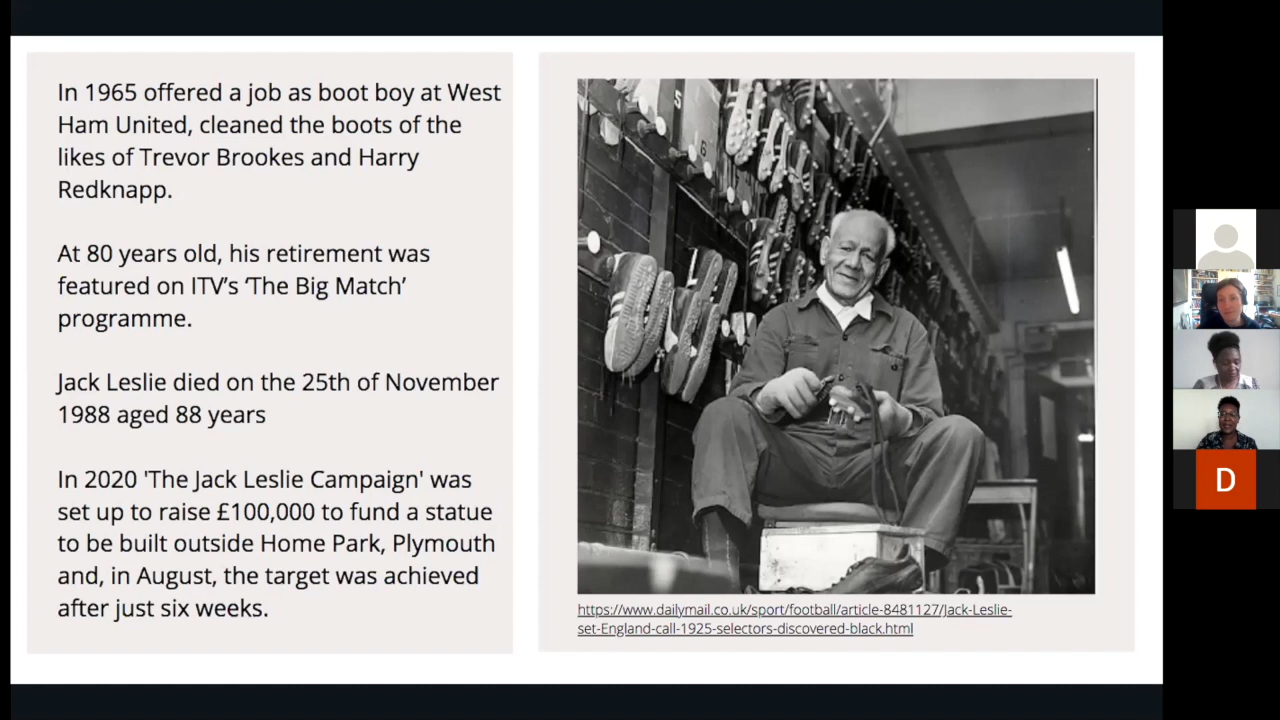 In 1965 offered a job as boot boy at West
Ham United, cleaned the boots of the
likes of Trevor Brookes and Harry
Redknapp.
At 80 years old, his retirement was
featured on ITV’s ‘The Big Match’
programme.
Jack Leslie died on the 25th of November
1988 aged 88 years
In 2020 'The Jack Leslie Campaign' was
set up to raise £100,000 to fund a statue
to be built outside Home Park, Plymouth
and, in August, the target was achieved
after just six weeks.
5
6
7
https://www.dailymail.co.uk/sport/football/article-8481127/Jack-Leslie-
set-England-call-1925-selectors-discovered-black.html
D